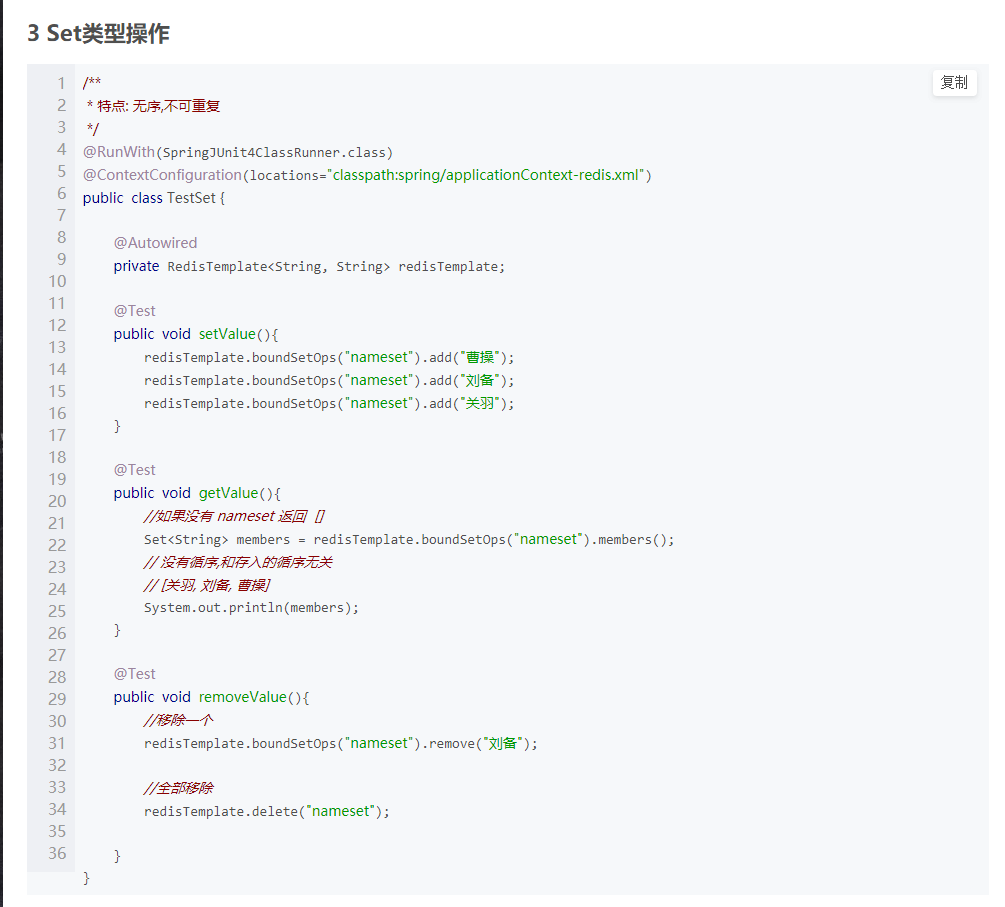 3 Set类型操作
复制
1 /**
2  * 特点: 无序,不可重复
3  */
4 @RunWith(SpringJUnit4ClassRunner.class)
5 @ContextConfiguration(locations="classpath:spring/applicationContext-redis.xml")
6 public class TestSet {
7
8     @Autowired
9     private RedisTemplate<String, String> redisTemplate;
10
11     @Test
12     public void setValue(){
13         redisTemplate.boundSetOps("nameset").add("曹操");
14         redisTemplate.boundSetOps("nameset").add("刘备");
15         redisTemplate.boundSetOps("nameset").add("关羽");
16     }
17
18     @Test
19     public void getValue(){
20         //如果没有 nameset 返回  []
21         Set<String> members = redisTemplate.boundSetOps("nameset").members();
22         // 没有循序,和存入的循序无关
23         // [关羽, 刘备, 曹操]
24         System.out.println(members);
25     }
26
27     @Test
28     public void removeValue(){
29         //移除一个
30         redisTemplate.boundSetOps("nameset").remove("刘备");
31
32         //全部移除
33         redisTemplate.delete("nameset");
34
35     }
36 }